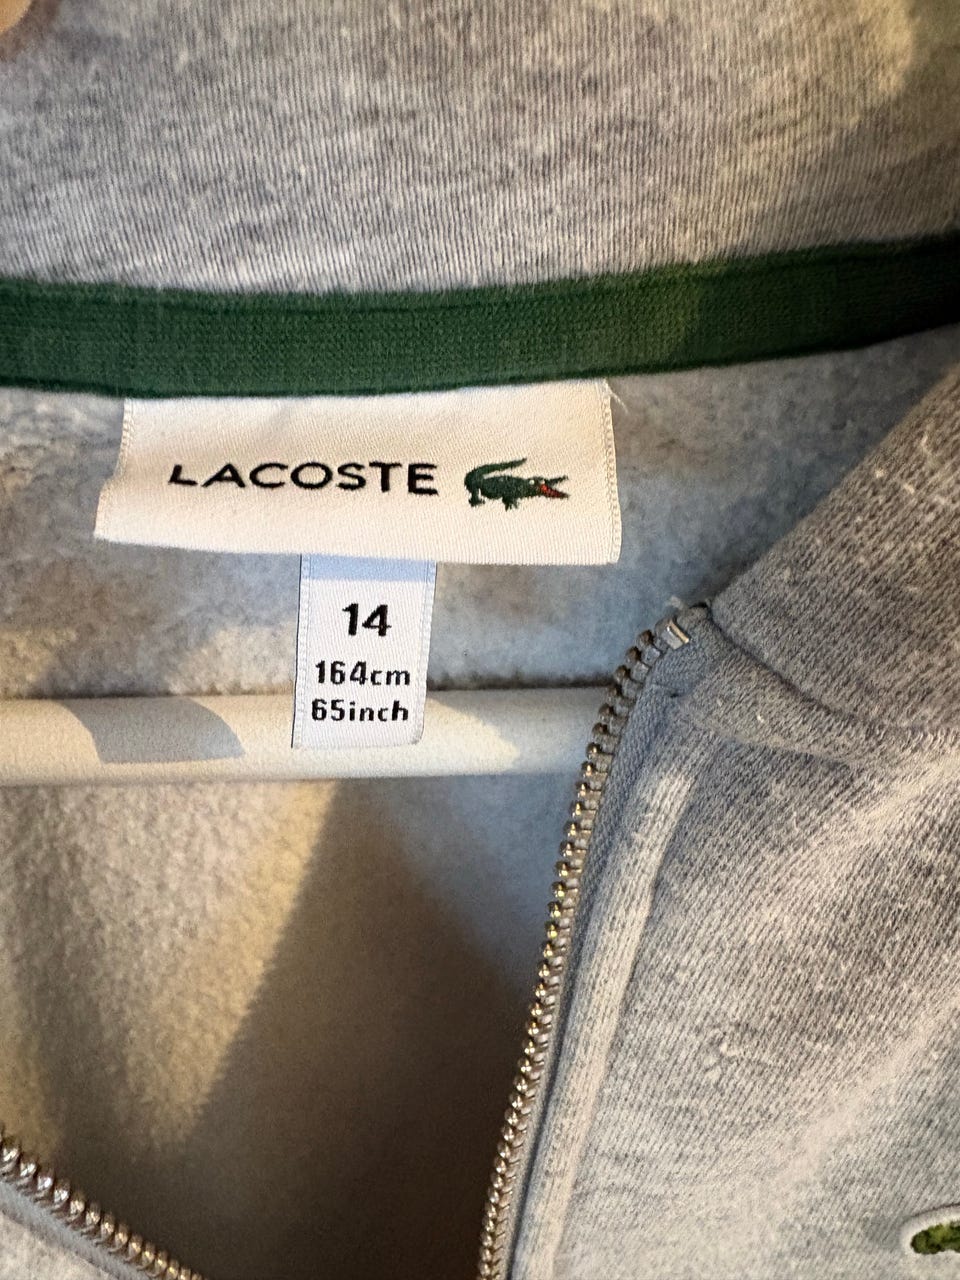 LACOSTE
14
164cm
65inch